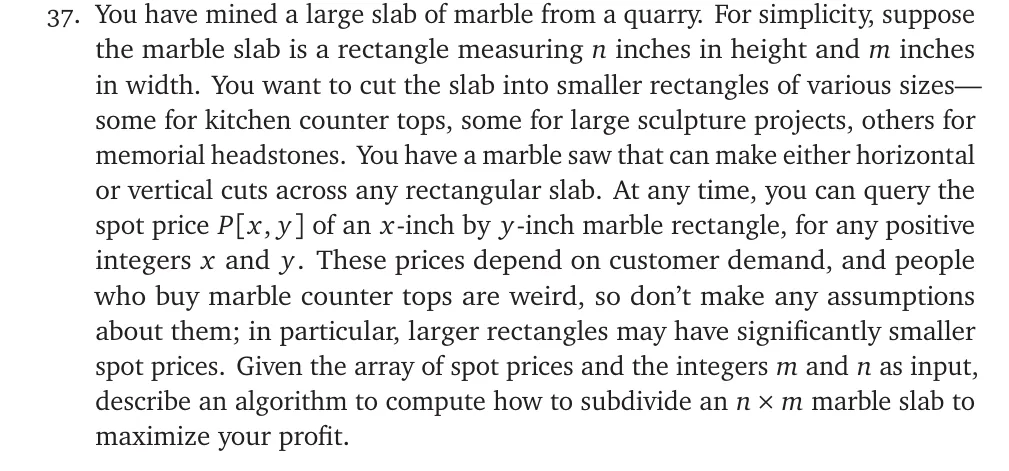 37. You have mined a large slab of marble from a quarry. For simplicity, suppose
the marble slab is a rectangle measuring n inches in height and m inches
in width. You want to cut the slab into smaller rectangles of various sizes—
some for kitchen counter tops, some for large sculpture projects, others for
memorial headstones. You have a marble saw that can make either horizontal
or vertical cuts across any rectangular slab. At any time, you can query the
spot price P[x, y] of an x-inch by y-inch marble rectangle, for any positive
integers x and y. These prices depend on customer demand, and people
who buy marble counter tops are weird, so don't make any assumptions
about them; in particular, larger rectangles may have significantly smaller
spot prices. Given the array of spot prices and the integers m and n as input,
describe an algorithm to compute how to subdivide an n × m marble slab to
maximize your profit.